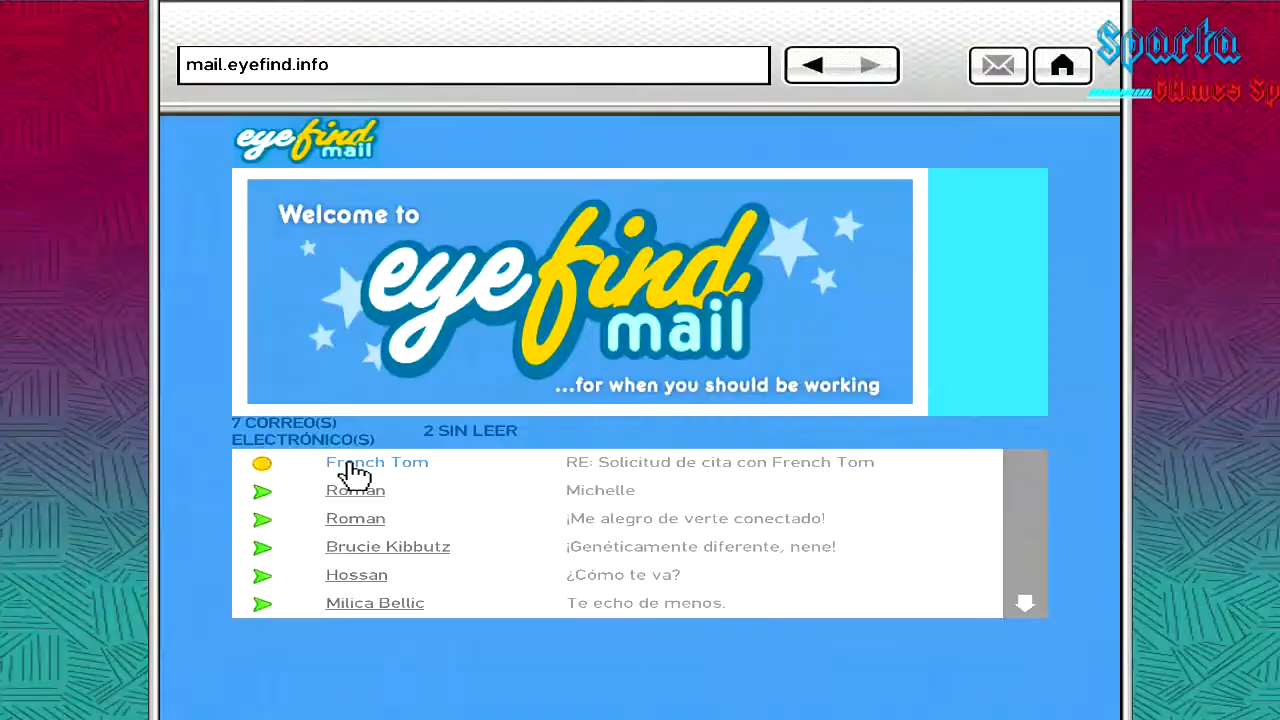 mail.eyefind.info
Sparta
GAmes Sp
eyefind mail
Welcome to
eyefind
mail
...for when you should be working
7 CORREO(S)
ELECTRÓNICO(S)
2 SIN LEER
French Tom RE: Solicitud de cita con French Tom
Roman Michelle
Roman ¡Me alegro de verte conectado!
Brucie Kibbutz ¡Genéticamente diferente, nene!
Hossan ¿Cómo te va?
Milica Bellic Te echo de menos.